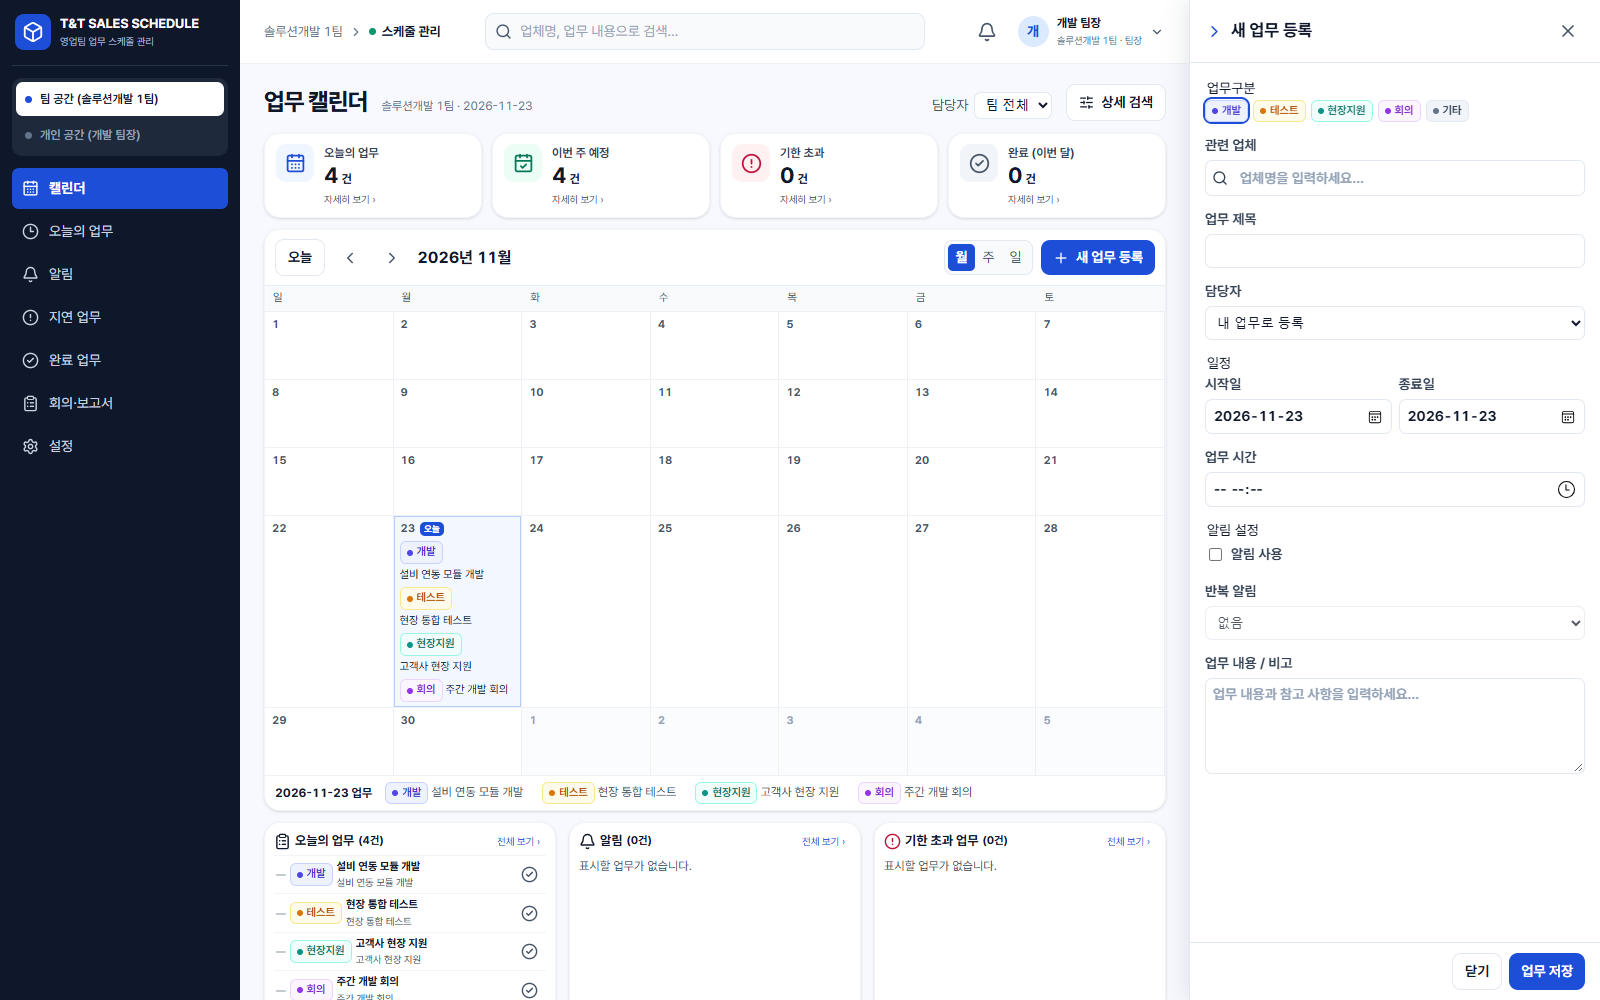 T&T SALES SCHEDULE
영업팀 업무 스케줄 관리
팀 공간 (솔루션개발 1팀)
개인 공간 (개발 팀장)
캘린더
오늘의 업무
알림
지연 업무
완료 업무
회의·보고서
설정
솔루션개발 1팀 > 스케줄 관리
업체명, 업무 내용으로 검색...
개
개발 팀장
솔루션개발 1팀 · 팀장
업무 캘린더
솔루션개발 1팀 · 2026-11-23
담당자 팀 전체
상세 검색
오늘의 업무
4 건
자세히 보기 ›
이번 주 예정
4 건
자세히 보기 ›
기한 초과
0 건
자세히 보기 ›
완료 (이번 달)
0 건
자세히 보기 ›
오늘 2026년 11월
월 주 일
+ 새 업무 등록
일 월 화 수 목 금 토
1 2 3 4 5 6 7
8 9 10 11 12 13 14
15 16 17 18 19 20 21
22 23 오늘 24 25 26 27 28
개발
설비 연동 모듈 개발
테스트
현장 통합 테스트
현장지원
고객사 현장 지원
회의 주간 개발 회의
29 30 1 2 3 4 5
2026-11-23 업무 개발 설비 연동 모듈 개발 테스트 현장 통합 테스트 현장지원 고객사 현장 지원 회의 주간 개발 회의
오늘의 업무 (4건) 전체 보기 ›
개발 설비 연동 모듈 개발
설비 연동 모듈 개발
테스트 현장 통합 테스트
현장 통합 테스트
현장지원 고객사 현장 지원
고객사 현장 지원
회의 주간 개발 회의
주간 개발 회의
알림 (0건) 전체 보기 ›
표시할 업무가 없습니다.
기한 초과 업무 (0건) 전체 보기 ›
표시할 업무가 없습니다.
새 업무 등록
업무구분
개발 테스트 현장지원 회의 기타
관련 업체
업체명을 입력하세요...
업무 제목
담당자
내 업무로 등록
일정
시작일 종료일
2026-11-23 2026-11-23
업무 시간
-- --:--
알림 설정
알림 사용
반복 알림
없음
업무 내용 / 비고
업무 내용과 참고 사항을 입력하세요...
닫기 업무 저장